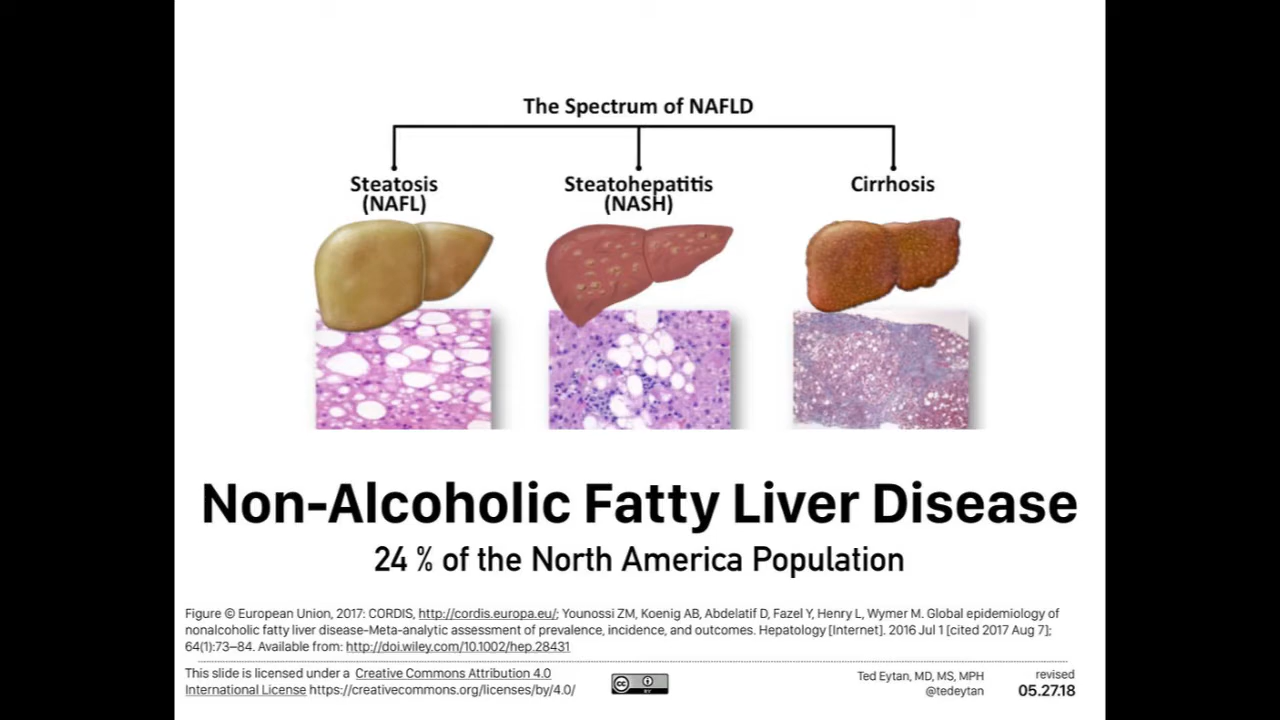 The Spectrum of NAFLD
Steatosis
(NAFL)
Steatohepatitis
(NASH)
Cirrhosis
Non-Alcoholic Fatty Liver Disease
24 % of the North America Population
Figure © European Union, 2017: CORDIS, http://cordis.europa.eu/; Younossi ZM, Koenig AB, Abdelatif D, Fazel Y, Henry L, Wymer M. Global epidemiology of
nonalcoholic fatty liver disease-Meta-analytic assessment of prevalence, incidence, and outcomes. Hepatology [Internet]. 2016 Jul 1 [cited 2017 Aug 7];
64(1):73–84. Available from: http://doi.wiley.com/10.1002/hep.28431
This slide is licensed under a Creative Commons Attribution 4.0
International License https://creativecommons.org/licenses/by/4.0/
cc
BY
Ted Eytan, MD, MS, MPH
@tedeytan
revised
05.27.18